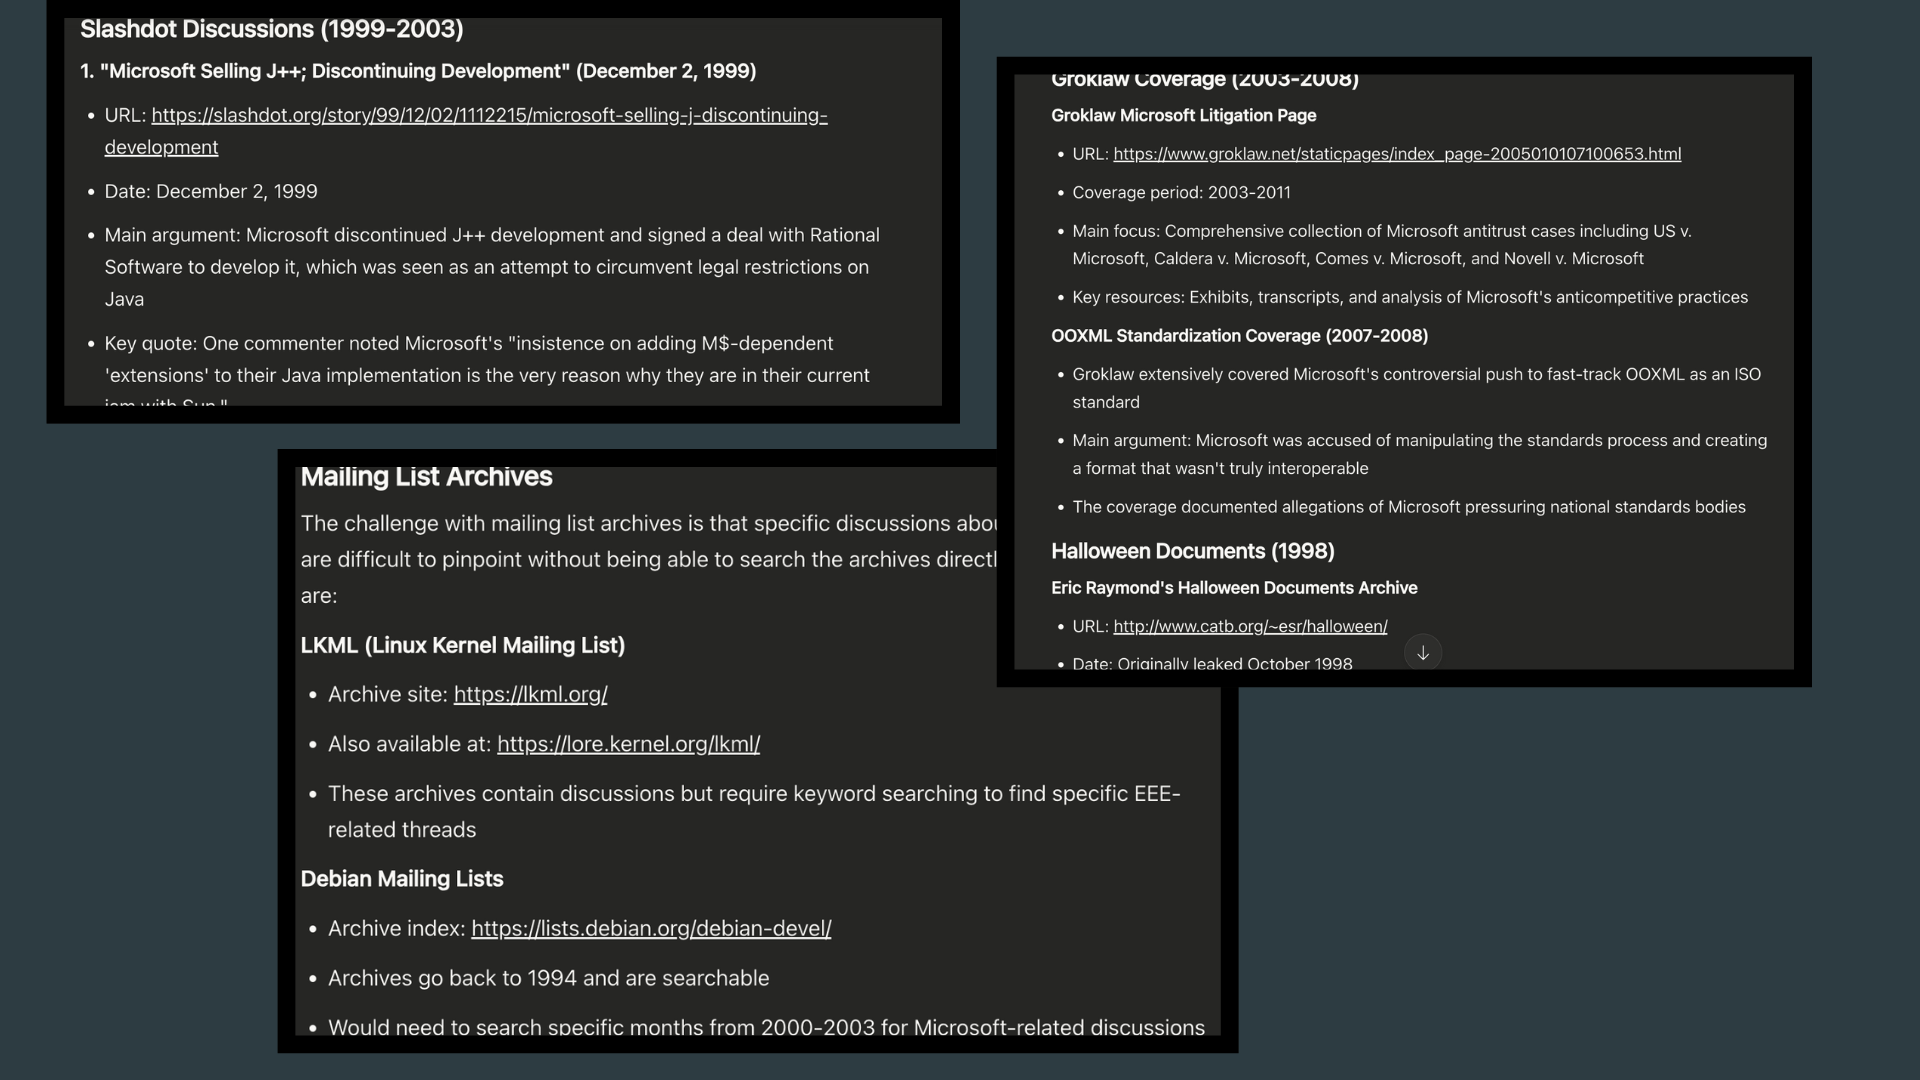 Slashdot Discussions (1999-2003)
1. "Microsoft Selling J++; Discontinuing Development" (December 2, 1999)
• URL: https://slashdot.org/story/99/12/02/1112215/microsoft-selling-j-discontinuing-
development
• Date: December 2, 1999
• Main argument: Microsoft discontinued J++ development and signed a deal with Rational
Software to develop it, which was seen as an attempt to circumvent legal restrictions on
Java
• Key quote: One commenter noted Microsoft's "insistence on adding M$-dependent
'extensions' to their Java implementation is the very reason why they are in their current
jam with Sun."
Groklaw Coverage (2003-2008)
Groklaw Microsoft Litigation Page
• URL: https://www.groklaw.net/staticpages/index_page-2005010107100653.html
• Coverage period: 2003-2011
• Main focus: Comprehensive collection of Microsoft antitrust cases including US v.
Microsoft, Caldera v. Microsoft, Comes v. Microsoft, and Novell v. Microsoft
• Key resources: Exhibits, transcripts, and analysis of Microsoft's anticompetitive practices
OOXML Standardization Coverage (2007-2008)
• Groklaw extensively covered Microsoft's controversial push to fast-track OOXML as an ISO
standard
• Main argument: Microsoft was accused of manipulating the standards process and creating
a format that wasn't truly interoperable
• The coverage documented allegations of Microsoft pressuring national standards bodies
Halloween Documents (1998)
Eric Raymond's Halloween Documents Archive
• URL: http://www.catb.org/~esr/halloween/
• Date: Originally leaked October 1998
Mailing List Archives
The challenge with mailing list archives is that specific discussions
are difficult to pinpoint without being able to search the archives
are:
LKML (Linux Kernel Mailing List)
• Archive site: https://lkml.org/
• Also available at: https://lore.kernel.org/lkml/
• These archives contain discussions but require keyword searching to find specific EEE-
related threads
Debian Mailing Lists
• Archive index: https://lists.debian.org/debian-devel/
• Archives go back to 1994 and are searchable
• Would need to search specific months from 2000-2003 for Microsoft-related discussions